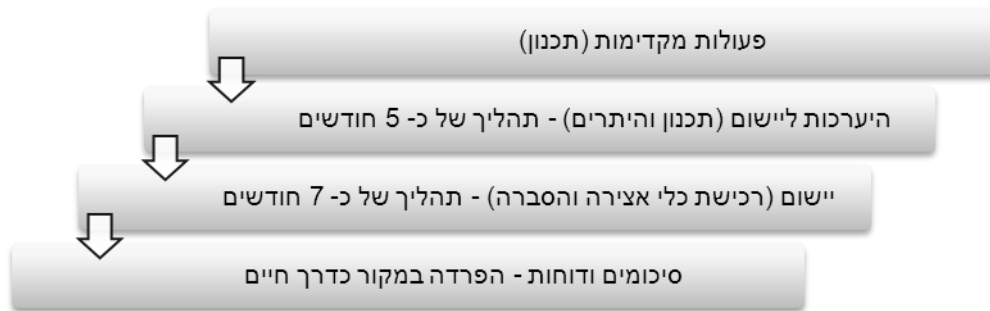 פעולות מקדימות (תכנון)
היערכות ליישום (תכנון והיתרים) - תהליך של כ- 5 חודשים
יישום (רכישת כלי אצירה והסברה) - תהליך של כ- 7 חודשים
סיכומים ודוחות - הפרדה במקור כדרך חיים